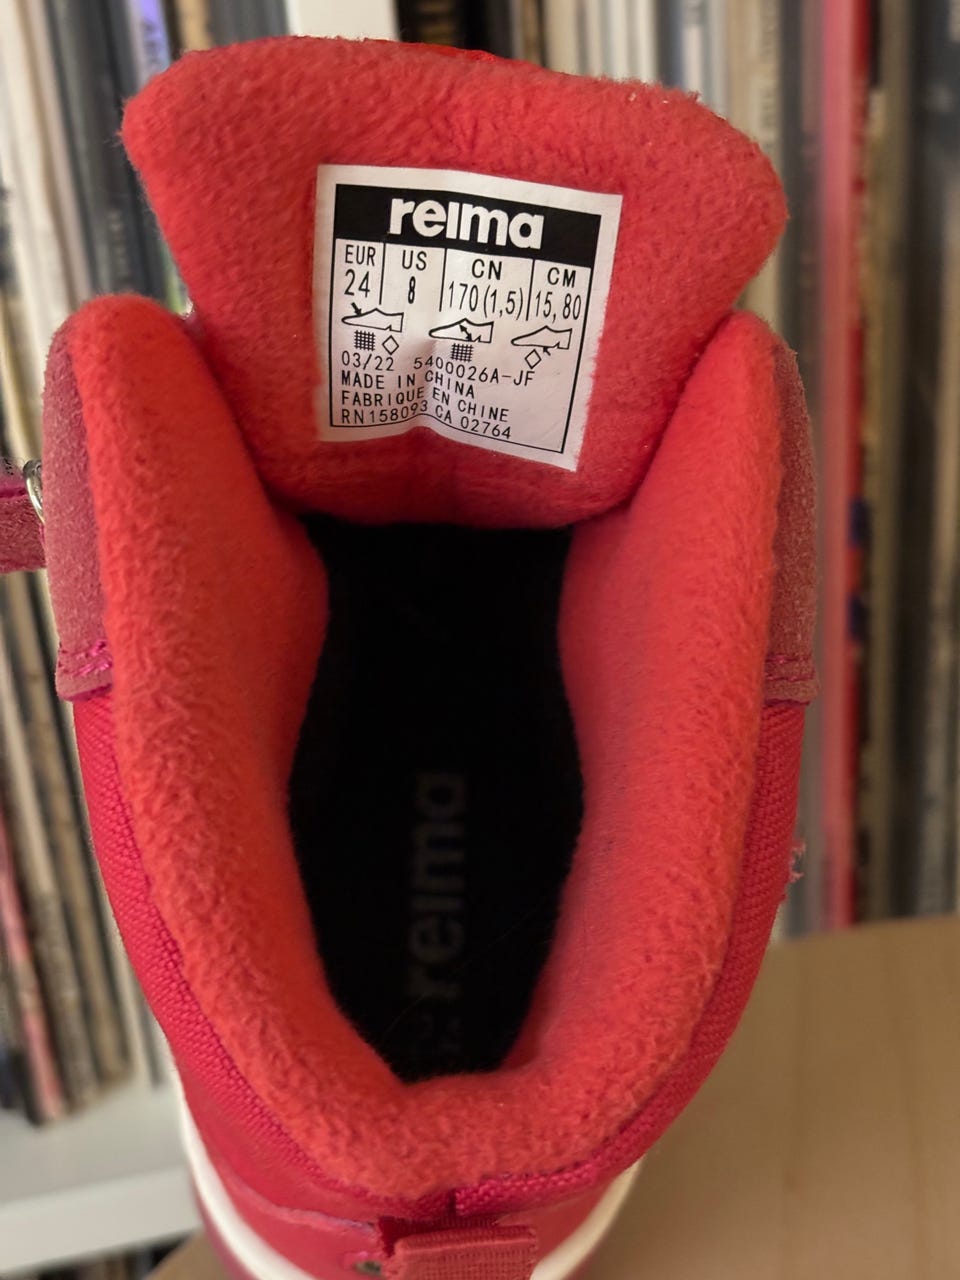 reima
EUR US CN CM
24 8 170(1,5) 15,80
03/22 5400026A-JF
MADE IN CHINA
FABRIQUE EN CHINE
RN158093 CA 02764
reima